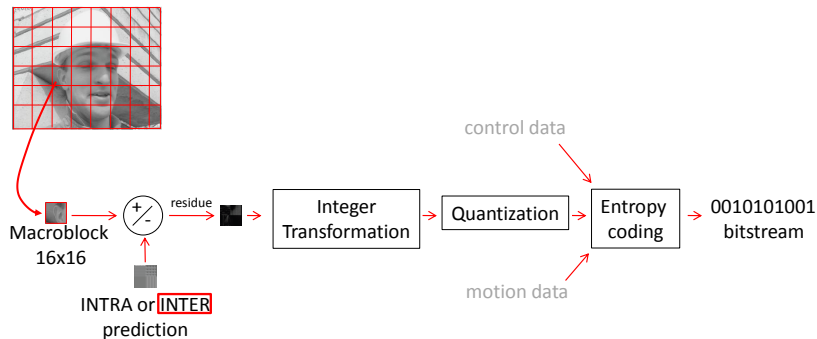 control data
residue
+
-
Integer
Transformation
Quantization
Entropy
coding
0010101001
bitstream
Macroblock
16x16
INTRA or INTER
prediction
motion data